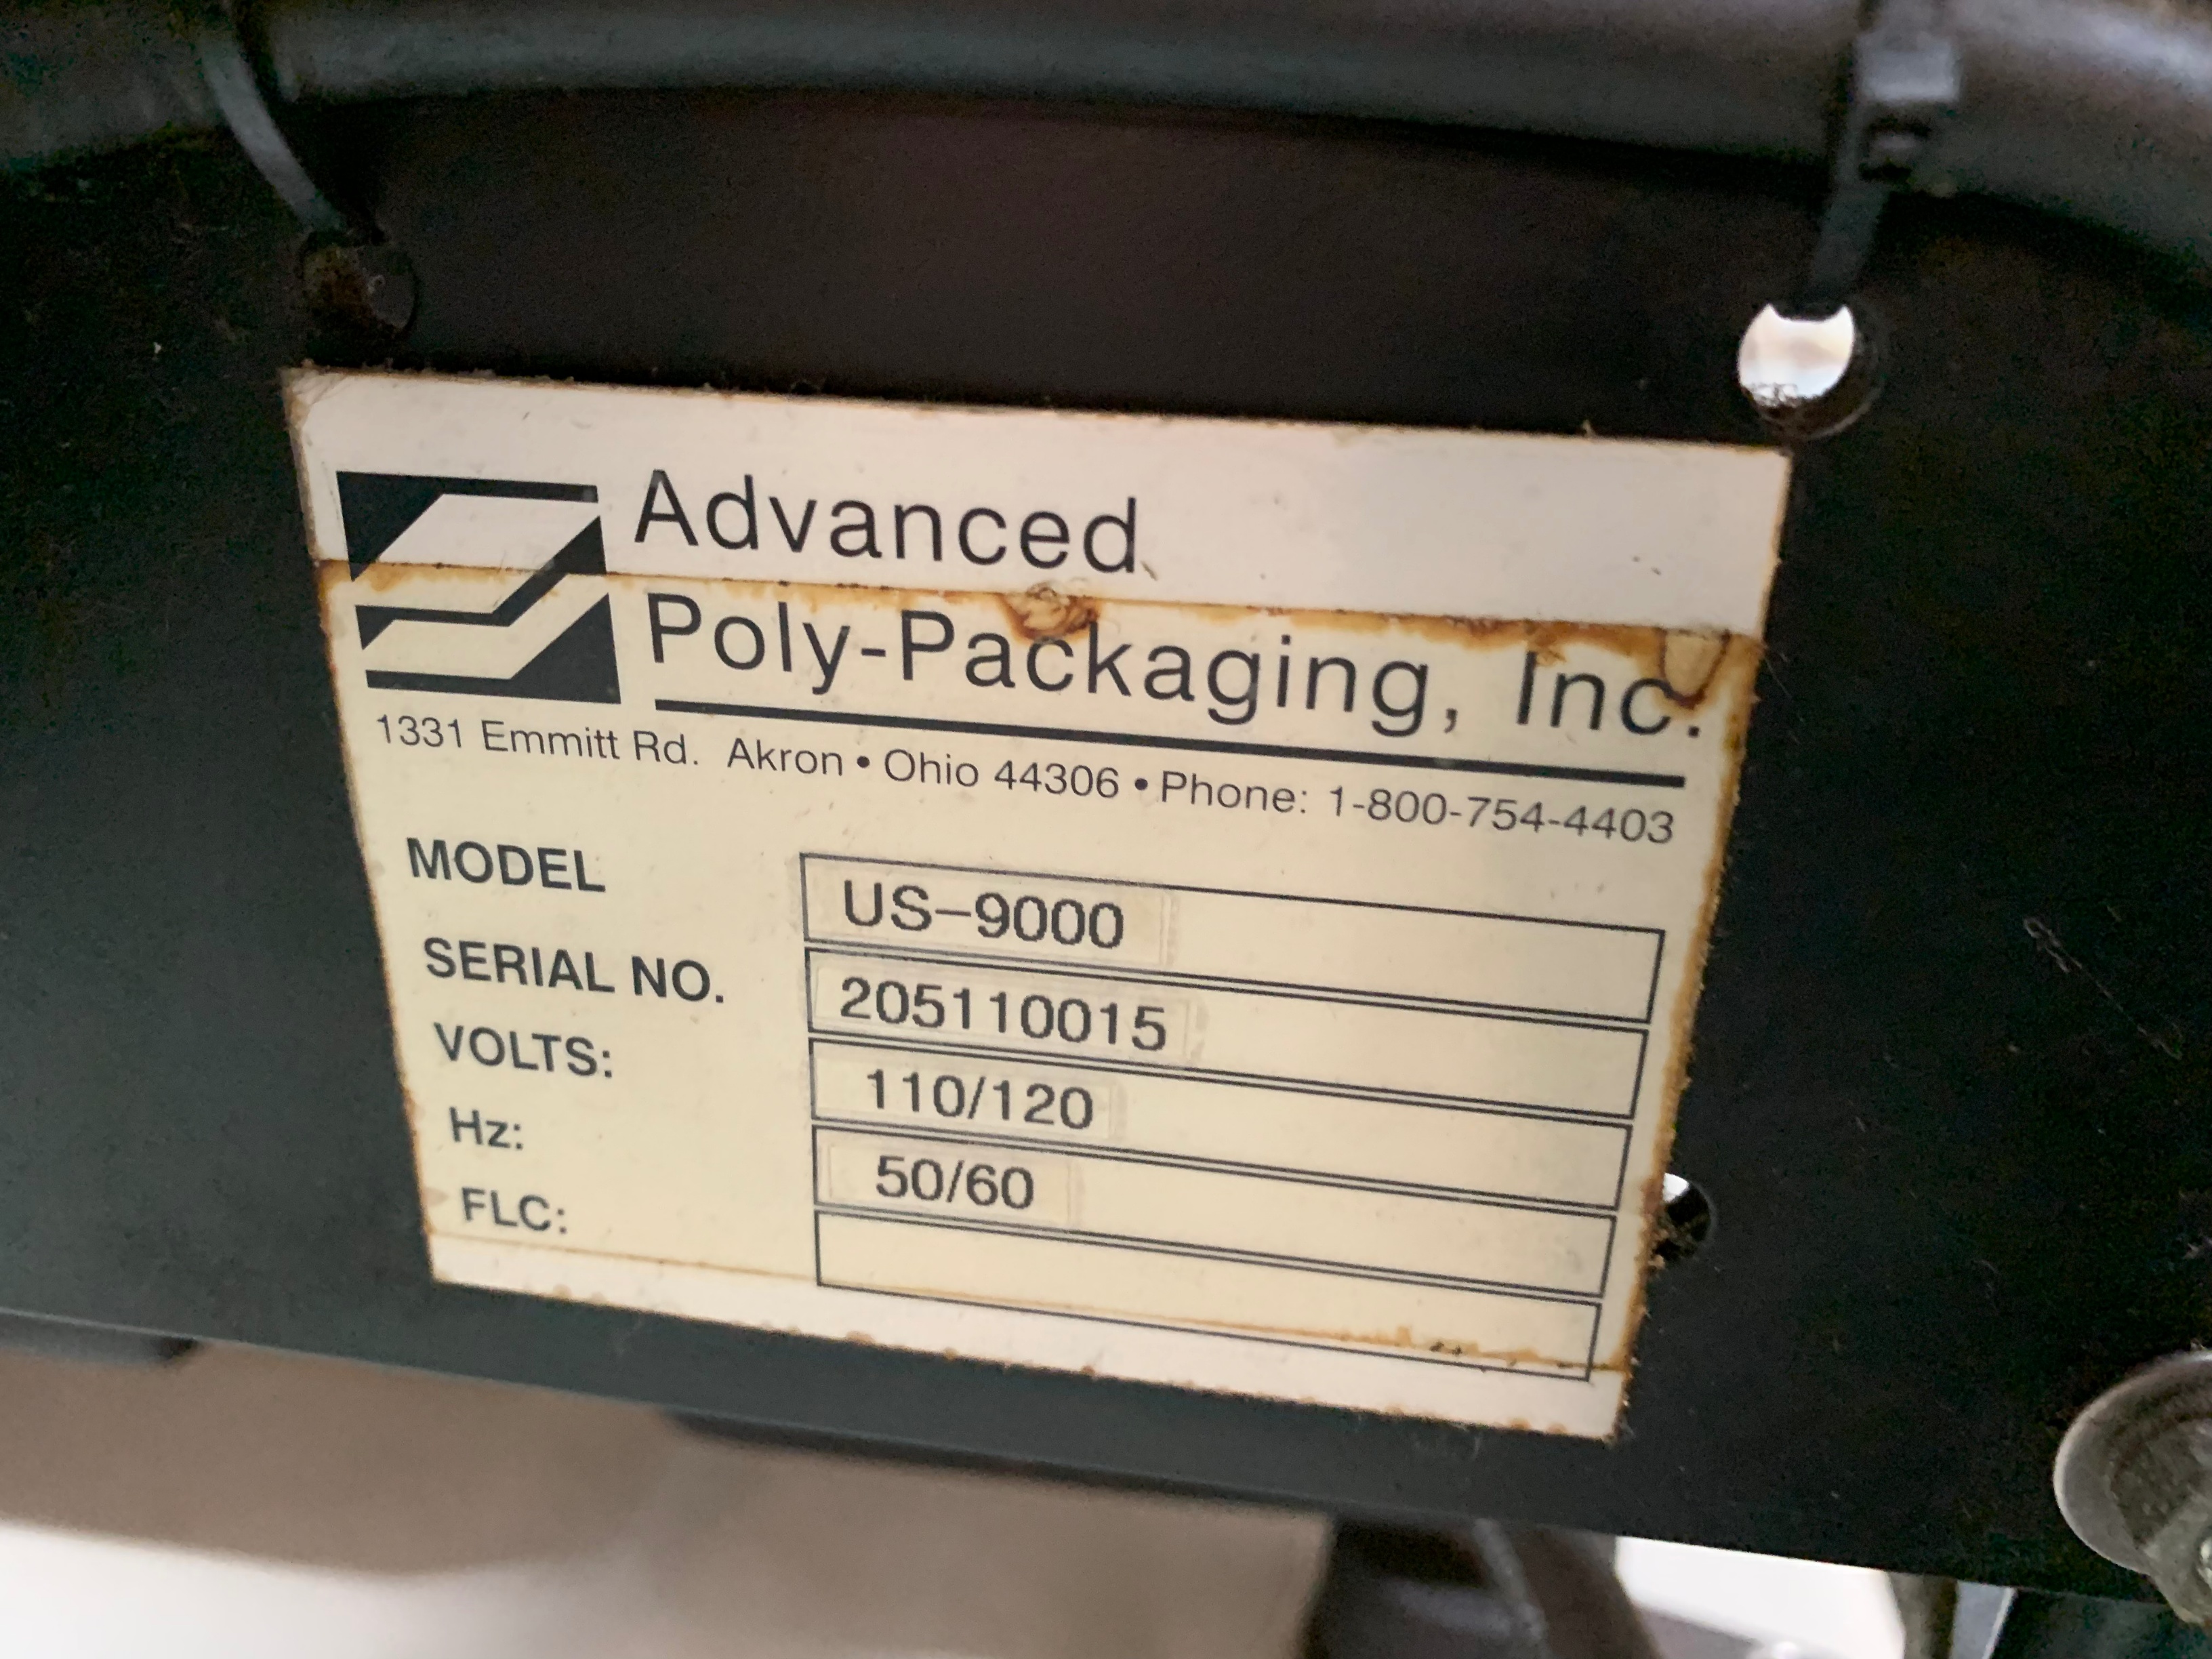 Advanced
Poly-Packaging, Inc.
1331 Emmitt Rd. Akron • Ohio 44306 • Phone: 1-800-754-4403
MODEL US-9000
SERIAL NO. 205110015
VOLTS: 110/120
Hz: 50/60
FLC: